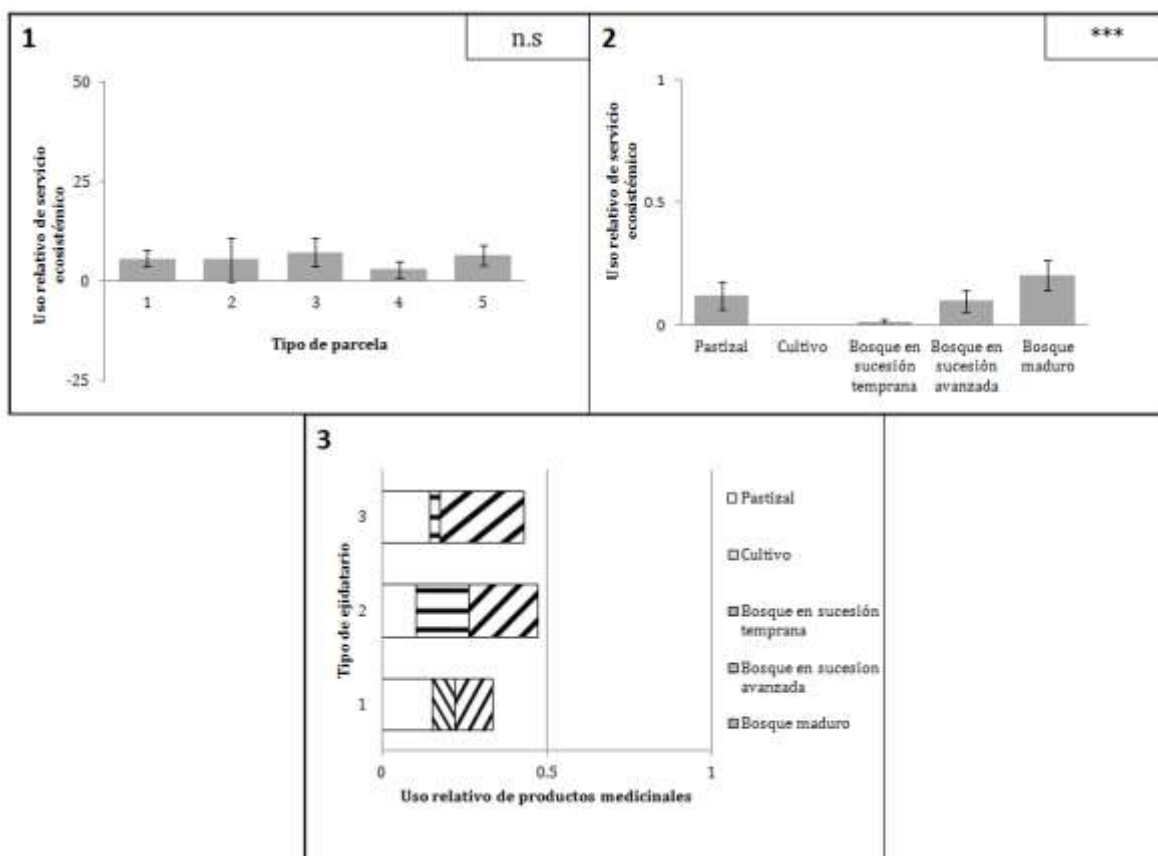 1
n.s
50
25
0
-25
Uso relativo de servicio
ecosistémico
1 2 3 4 5
Tipo de parcela
2
***
1
0.5
0
Uso relativo de servicio
ecosistémico
Pastizal
Cultivo
Bosque en
sucesión
temprana
Bosque en
sucesión
avanzada
Bosque
maduro
3
Tipo de ejidatario
3
2
1
0 0.5 1
Uso relativo de productos medicinales
Pastizal
Cultivo
Bosque en sucesión
temprana
Bosque en sucesion
avanzada
Bosque maduro